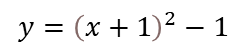 y = (x + 1)² − 1